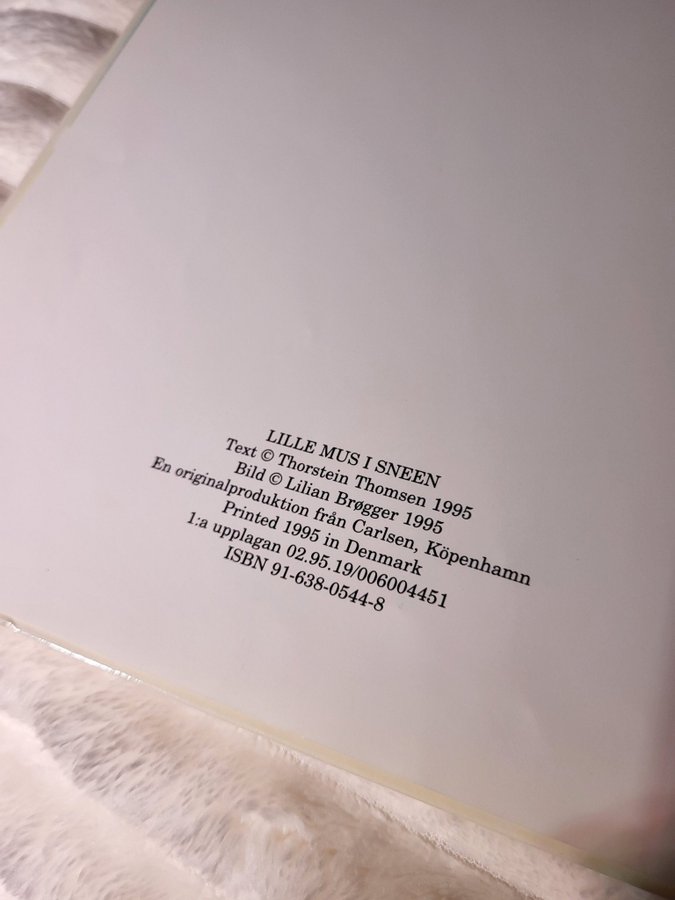 LILLE MUS I SNEEN
Text © Thorstein Thomsen 1995
Bild © Lilian Brøgger 1995
En originalproduktion från Carlsen, Köpenhamn
Printed 1995 in Denmark
1:a upplagan 02.95.19/006004451
ISBN 91-638-0544-8